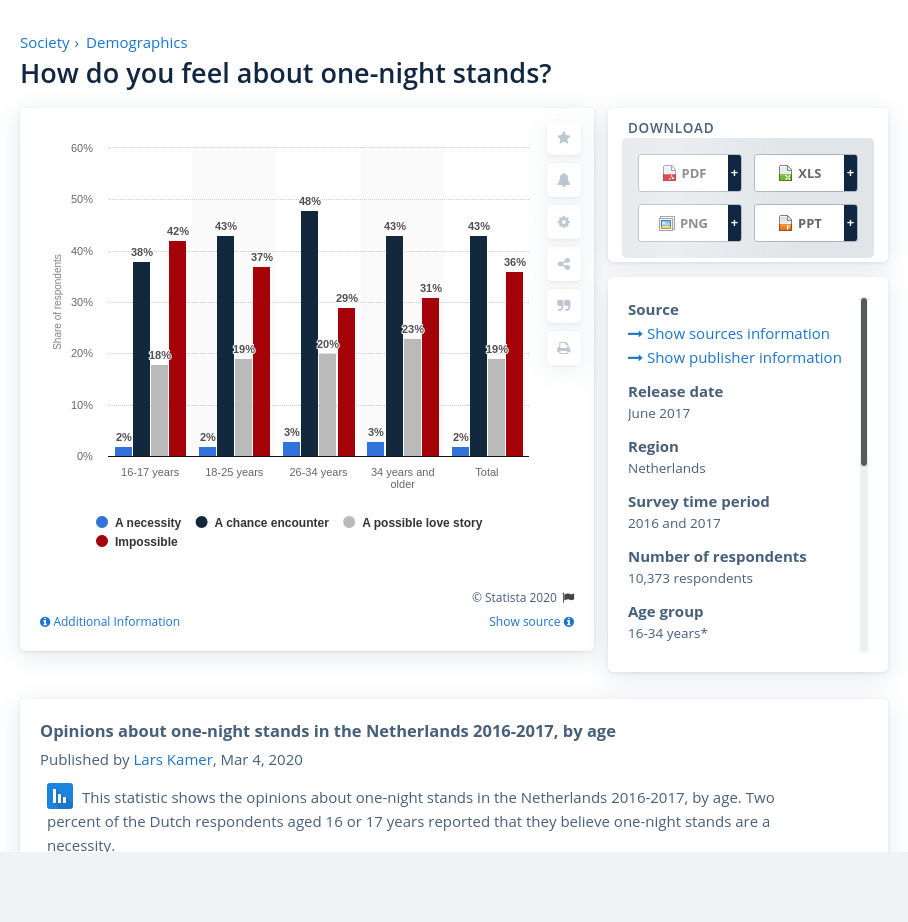 Society › Demographics
How do you feel about one-night stands?
60%
50%
40%
30%
20%
10%
0%
Share of respondents
2%
38%
18%
42%
2%
43%
19%
37%
3%
48%
20%
29%
3%
43%
23%
31%
2%
43%
19%
36%
16-17 years
18-25 years
26-34 years
34 years and
older
Total
A necessity
A chance encounter
A possible love story
Impossible
© Statista 2020
Additional Information
Show source
DOWNLOAD
PDF +
XLS +
PNG +
PPT +
Source
Show sources information
Show publisher information
Release date
June 2017
Region
Netherlands
Survey time period
2016 and 2017
Number of respondents
10,373 respondents
Age group
16-34 years*
Opinions about one-night stands in the Netherlands 2016-2017, by age
Published by Lars Kamer, Mar 4, 2020
This statistic shows the opinions about one-night stands in the Netherlands 2016-2017, by age. Two
percent of the Dutch respondents aged 16 or 17 years reported that they believe one-night stands are a
necessity.